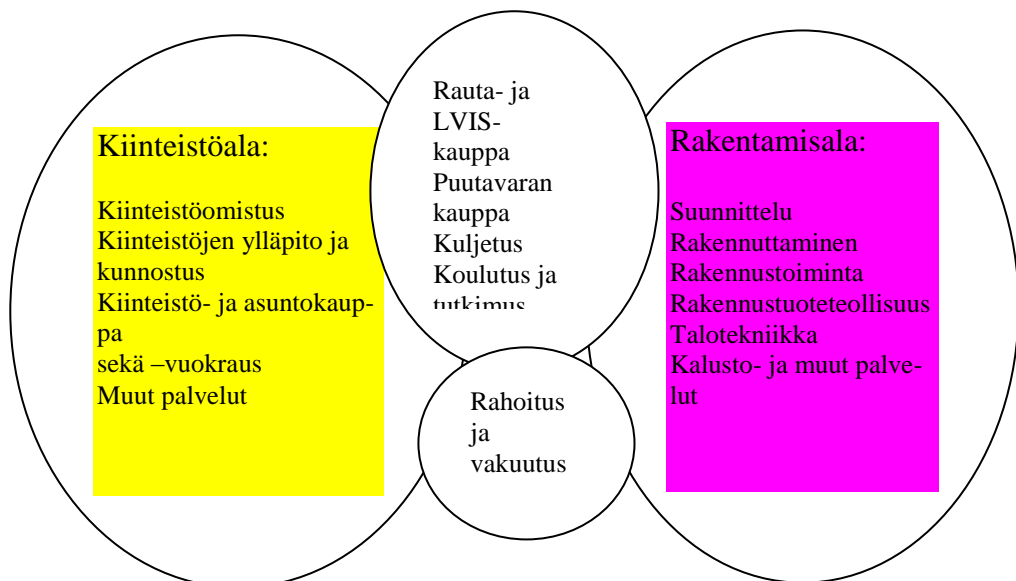 Kiinteistöala:
Kiinteistöomistus
Kiinteistöjen ylläpito ja
kunnostus
Kiinteistö- ja asuntokaup-
pa
sekä –vuokraus
Muut palvelut
Rauta- ja
LVIS-
kauppa
Puutavaran
kauppa
Kuljetus
Koulutus ja
tutkimus
Rahoitus
ja
vakuutus
Rakentamisala:
Suunnittelu
Rakennuttaminen
Rakennustoiminta
Rakennustuoteteollisuus
Talotekniikka
Kalusto- ja muut palve-
lut